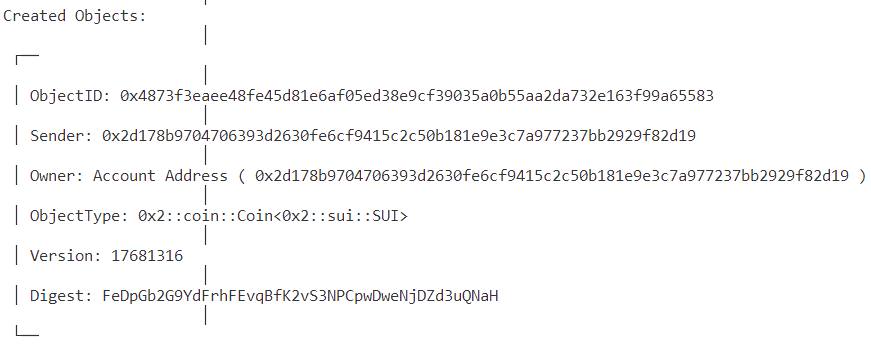 Created Objects:
ObjectID: 0x4873f3eaee48fe45d81e6af05ed38e9cf39035a0b55aa2da732e163f99a65583
Sender: 0x2d178b9704706393d2630fe6cf9415c2c50b181e9e3c7a977237bb2929f82d19
Owner: Account Address ( 0x2d178b9704706393d2630fe6cf9415c2c50b181e9e3c7a977237bb2929f82d19 )
ObjectType: 0x2::coin::Coin<0x2::sui::SUI>
Version: 17681316
Digest: FeDpGb2G9YdFrhFEvqBfK2vS3NPCpwDweNjDZd3uQNaH